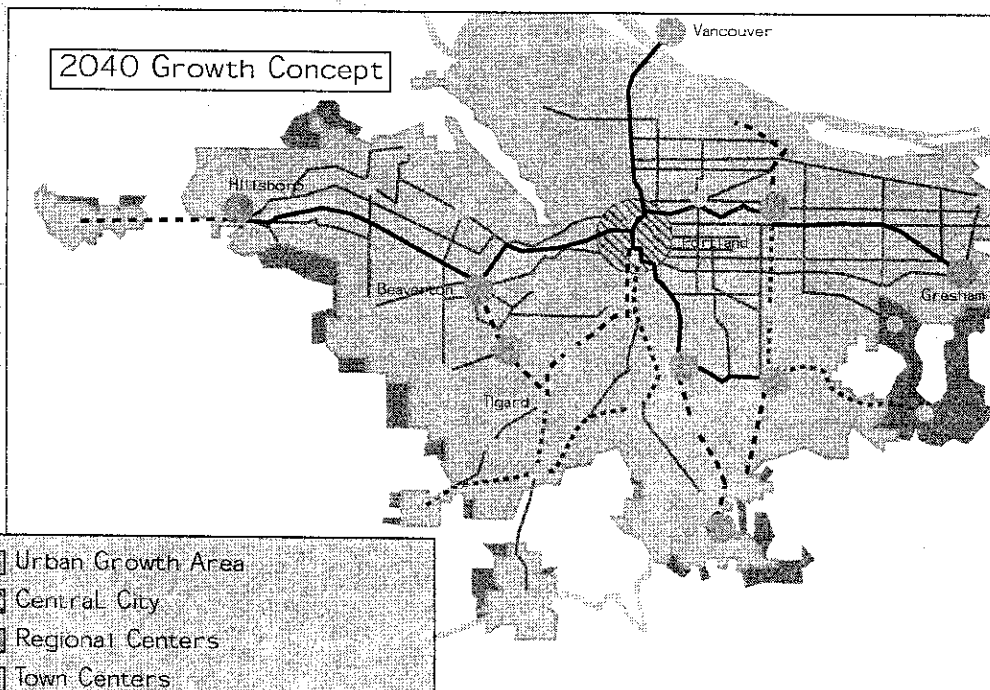 2040 Growth Concept
Vancouver
Hillsboro
Portland
Beaverton
Gresham
Tigard
Urban Growth Area
Central City
Regional Centers
Town Centers